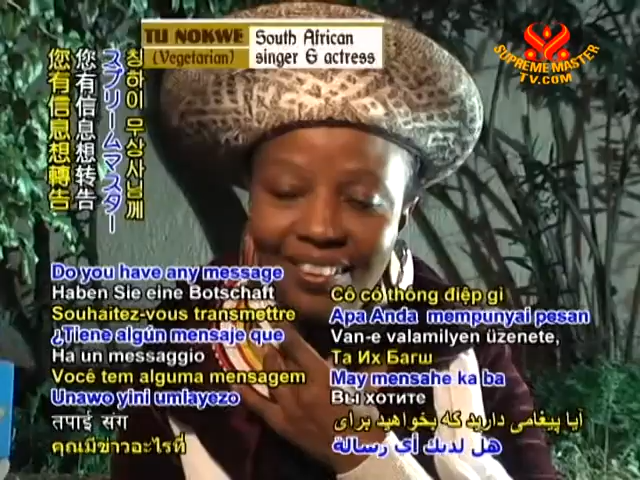 TU NOKWE
(Vegetarian)
South African
singer & actress
SUPREME MASTER
TV.COM
您有信息想轉告
您有信息想转告
スプリームマスター
칭하이 무상사님께
Do you have any message
Haben Sie eine Botschaft
Souhaitez-vous transmettre
¿Tiene algún mensaje que
Ha un messaggio
Você tem alguma mensagem
Unawo yini umlayezo
तपाई संग
คุณมีข่าวอะไรที่
Cô có thông điệp gì
Apa Anda mempunyai pesan
Van-e valamilyen üzenete,
Та Их Багш
May mensahe ka ba
Вы хотите
آیا پیغامی دارید که بخواهید برای
هل لديك أي رسالة